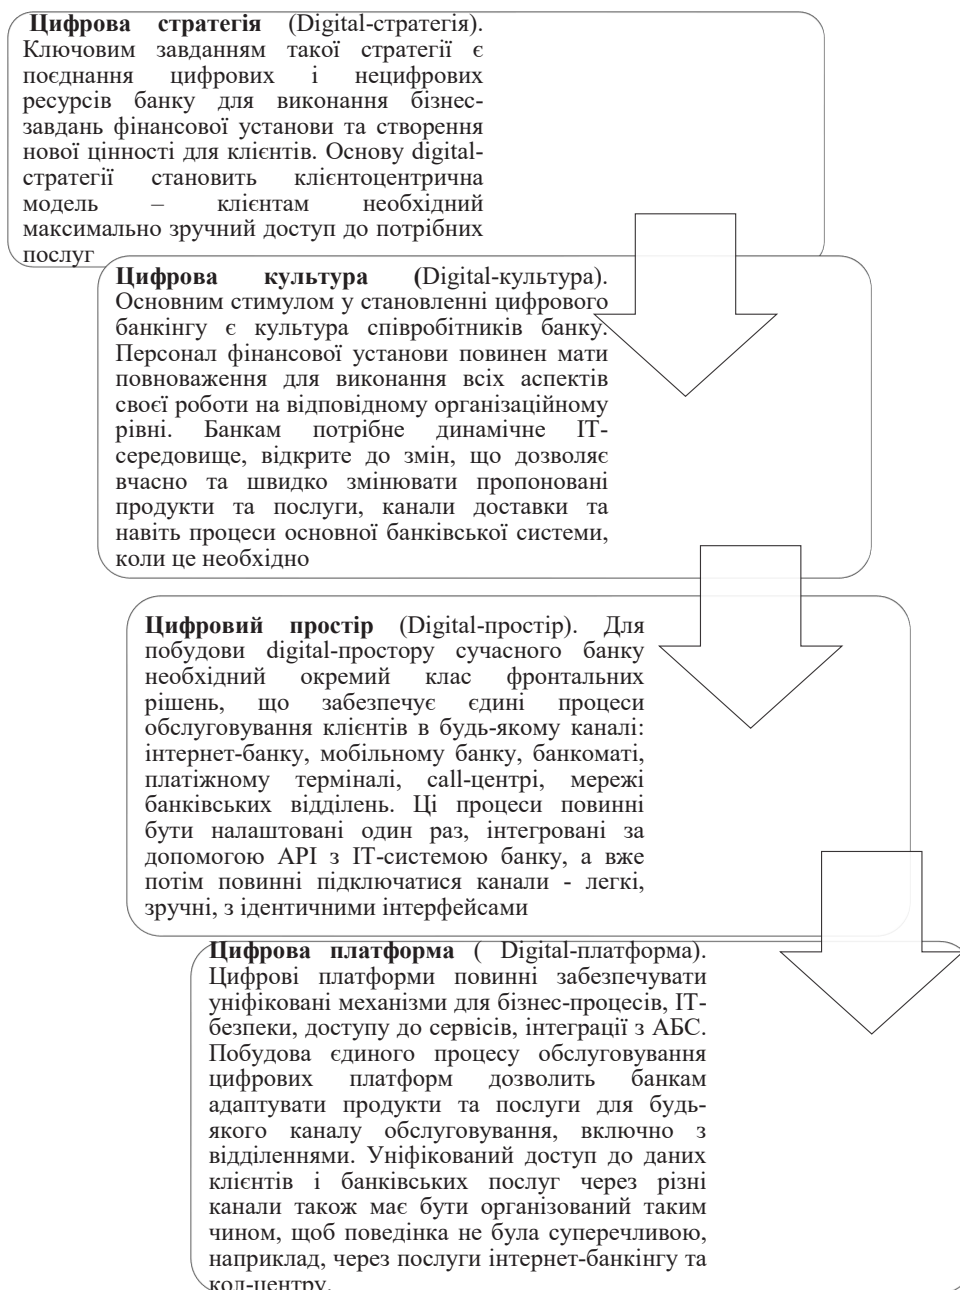 Цифрова стратегія (Digital-стратегія).
Ключовим завданням такої стратегії є
поєднання цифрових і нецифрових
ресурсів банку для виконання бізнес-
завдань фінансової установи та створення
нової цінності для клієнтів. Основу digital-
стратегії становить клієнтоцентрична
модель – клієнтам необхідний
максимально зручний доступ до потрібних
послуг
Цифрова культура (Digital-культура).
Основним стимулом у становленні цифрового
банкінгу є культура співробітників банку.
Персонал фінансової установи повинен мати
повноваження для виконання всіх аспектів
своєї роботи на відповідному організаційному
рівні. Банкам потрібне динамічне ІТ-
середовище, відкрите до змін, що дозволяє
вчасно та швидко змінювати пропоновані
продукти та послуги, канали доставки та
навіть процеси основної банківської системи,
коли це необхідно
Цифровий простір (Digital-простір). Для
побудови digital-простору сучасного банку
необхідний окремий клас фронтальних
рішень, що забезпечує єдині процеси
обслуговування клієнтів в будь-якому каналі:
інтернет-банку, мобільному банку, банкоматі,
платіжному терміналі, call-центрі, мережі
банківських відділень. Ці процеси повинні
бути налаштовані один раз, інтегровані за
допомогою API з ІТ-системою банку, а вже
потім повинні підключатися канали - легкі,
зручні, з ідентичними інтерфейсами
Цифрова платформа ( Digital-платформа).
Цифрові платформи повинні забезпечувати
уніфіковані механізми для бізнес-процесів, ІТ-
безпеки, доступу до сервісів, інтеграції з АБС.
Побудова єдиного процесу обслуговування
цифрових платформ дозволить банкам
адаптувати продукти та послуги для будь-
якого каналу обслуговування, включно з
відділеннями. Уніфікований доступ до даних
клієнтів і банківських послуг через різні
канали також має бути організований таким
чином, щоб поведінка не була суперечливою,
наприклад, через послуги інтернет-банкінгу та
кол-центру.